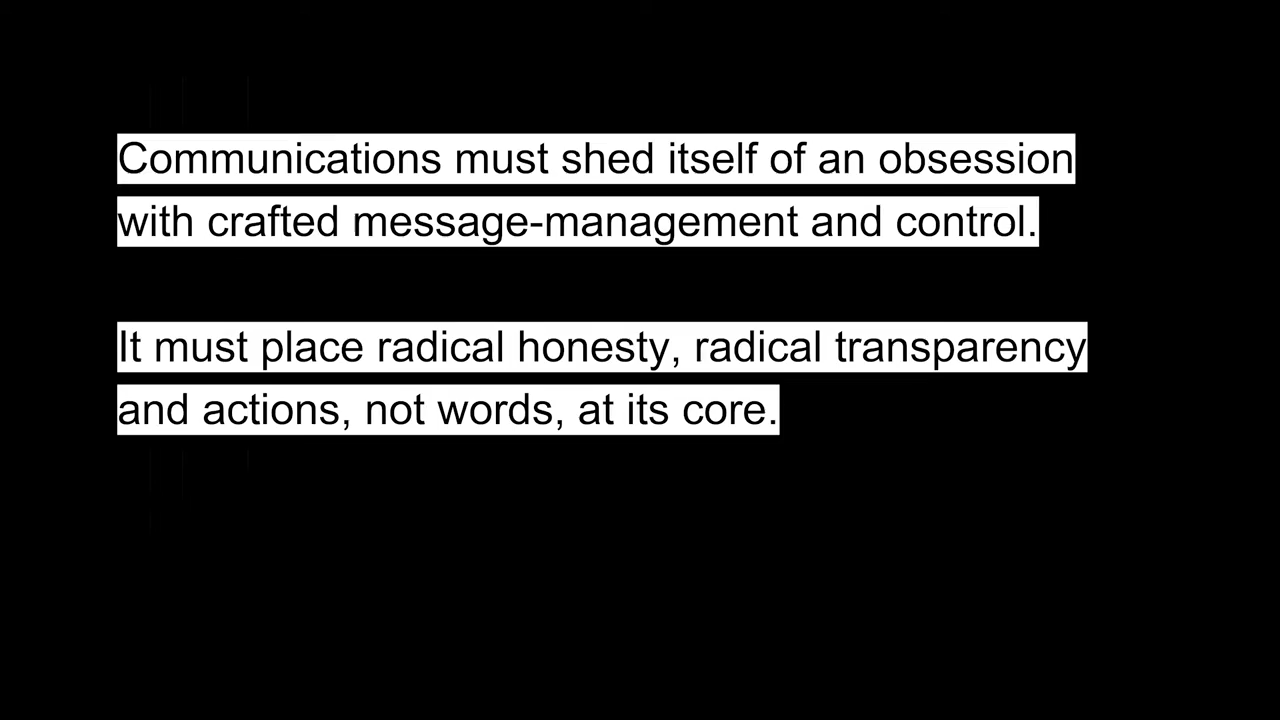 Communications must shed itself of an obsession
with crafted message-management and control.
It must place radical honesty, radical transparency
and actions, not words, at its core.